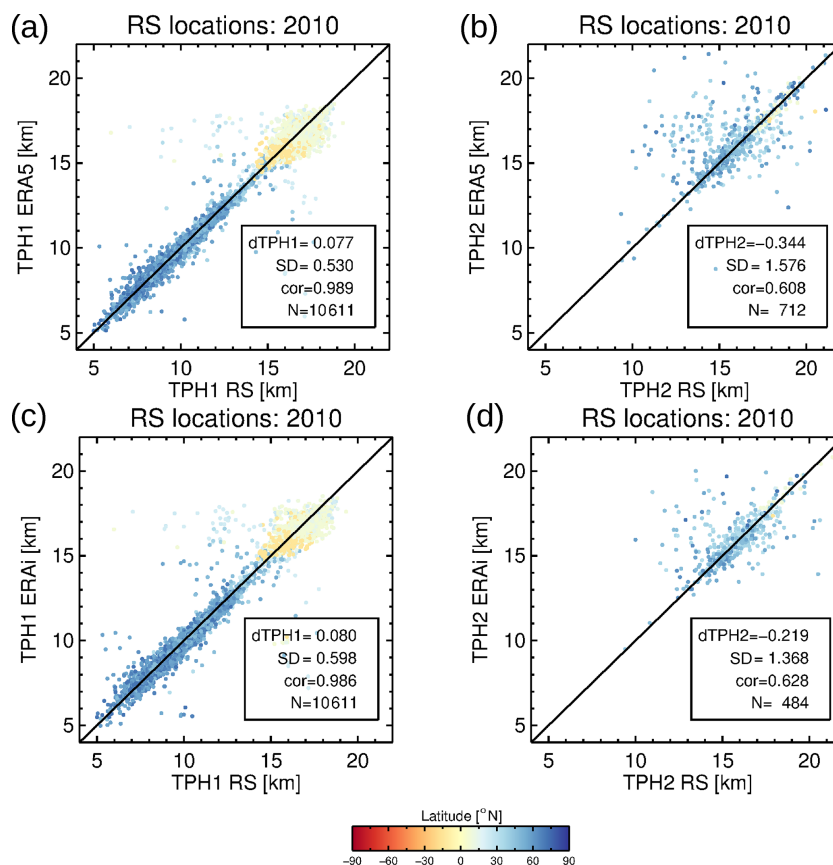 (a)
RS locations: 2010
TPH1 ERA5 [km]
20
15
10
5
dTPH1= 0.077
SD= 0.530
cor=0.989
N=10611
5 10 15 20
TPH1 RS [km]
(b)
RS locations: 2010
TPH2 ERA5 [km]
20
15
10
5
dTPH2=−0.344
SD= 1.576
cor=0.608
N= 712
5 10 15 20
TPH2 RS [km]
(c)
RS locations: 2010
TPH1 ERAi [km]
20
15
10
5
dTPH1= 0.080
SD= 0.598
cor=0.986
N=10611
5 10 15 20
TPH1 RS [km]
(d)
RS locations: 2010
TPH2 ERAi [km]
20
15
10
5
dTPH2=−0.219
SD= 1.368
cor=0.628
N= 484
5 10 15 20
TPH2 RS [km]
Latitude [°N]
−90 −60 −30 0 30 60 90